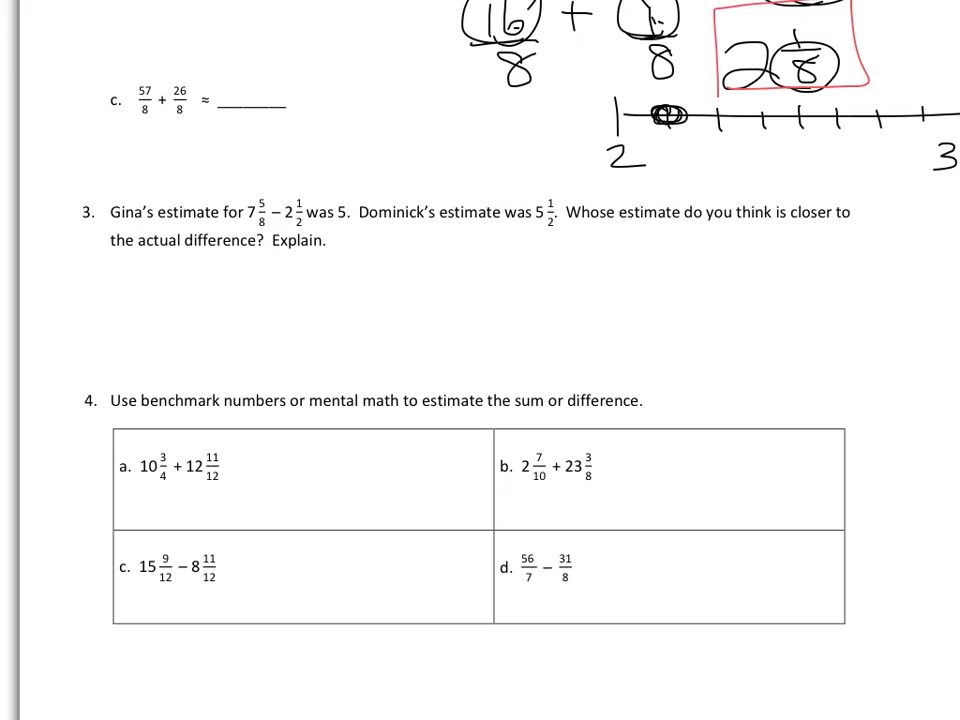 16/8 + 1/8
2 1/8
c. 57/8 + 26/8 ≈ ________
2 3
3. Gina's estimate for 7 5/8 – 2 1/2 was 5. Dominick's estimate was 5 1/2. Whose estimate do you think is closer to
the actual difference? Explain.
4. Use benchmark numbers or mental math to estimate the sum or difference.
a. 10 3/4 + 12 11/12
b. 2 7/10 + 23 3/8
c. 15 9/12 – 8 11/12
d. 56/7 – 31/8